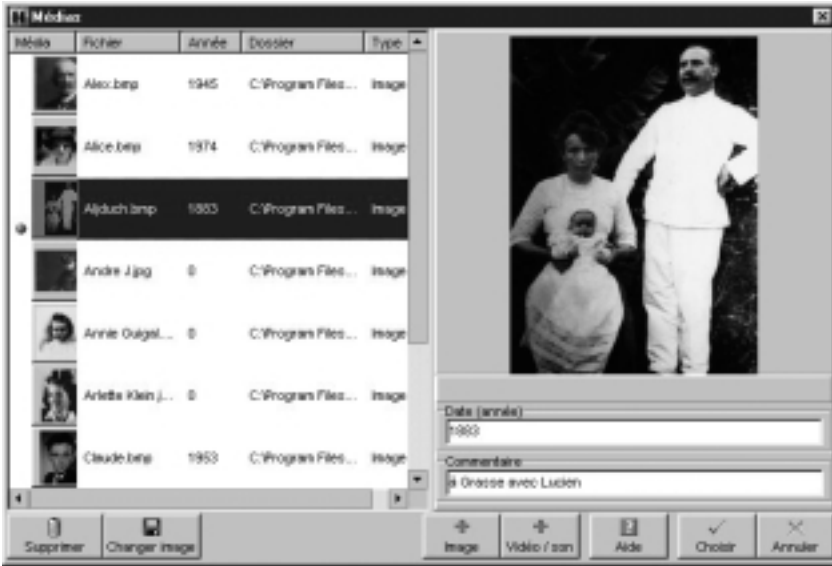 Médias
Média Fichier Année Dossier Type
Alex.bmp 1945 C:\Program Files... Image
Alice.bmp 1974 C:\Program Files... Image
Aljduch.bmp 1883 C:\Program Files... Image
Andre J.jpg 0 C:\Program Files... Image
Annie Guigal... 0 C:\Program Files... Image
Arlette Klein j... 0 C:\Program Files... Image
Claude.bmp 1953 C:\Program Files... Image
Date (année)
1883
Commentaire
à Grasse avec Lucien
Supprimer Changer image Image Vidéo / son Aide Choisir Annuler